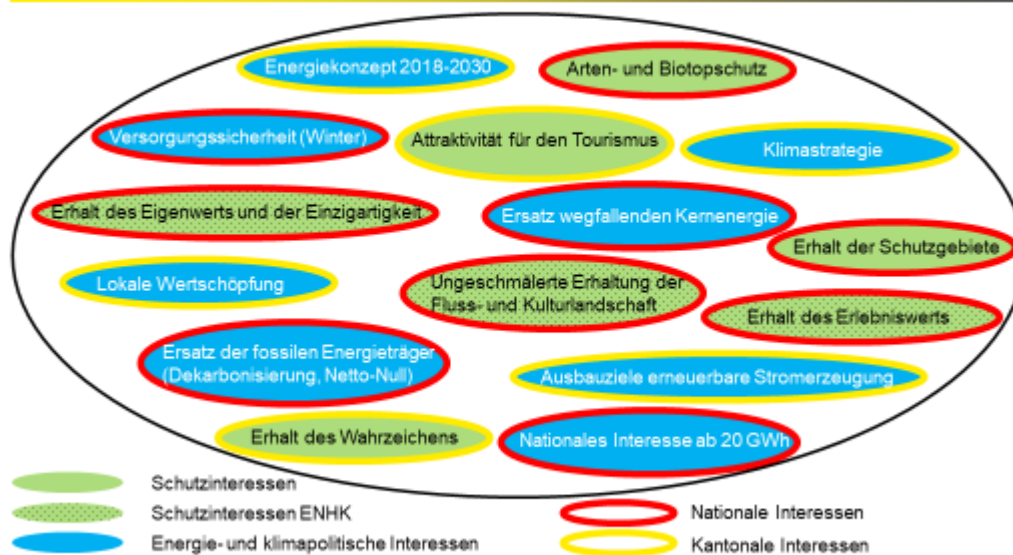 Energiekonzept 2018-2030
Arten- und Biotopschutz
Versorgungssicherheit (Winter)
Attraktivität für den Tourismus
Klimastrategie
Erhalt des Eigenwerts und der Einzigartigkeit
Ersatz wegfallenden Kernenergie
Erhalt der Schutzgebiete
Lokale Wertschöpfung
Ungeschmälerte Erhaltung der
Fluss- und Kulturlandschaft
Erhalt des Erlebniswerts
Ersatz der fossilen Energieträger
(Dekarbonisierung, Netto-Null)
Ausbauziele erneuerbare Stromerzeugung
Erhalt des Wahrzeichens
Nationales Interesse ab 20 GWh
Schutzinteressen
Schutzinteressen ENHK
Energie- und klimapolitische Interessen
Nationale Interessen
Kantonale Interessen